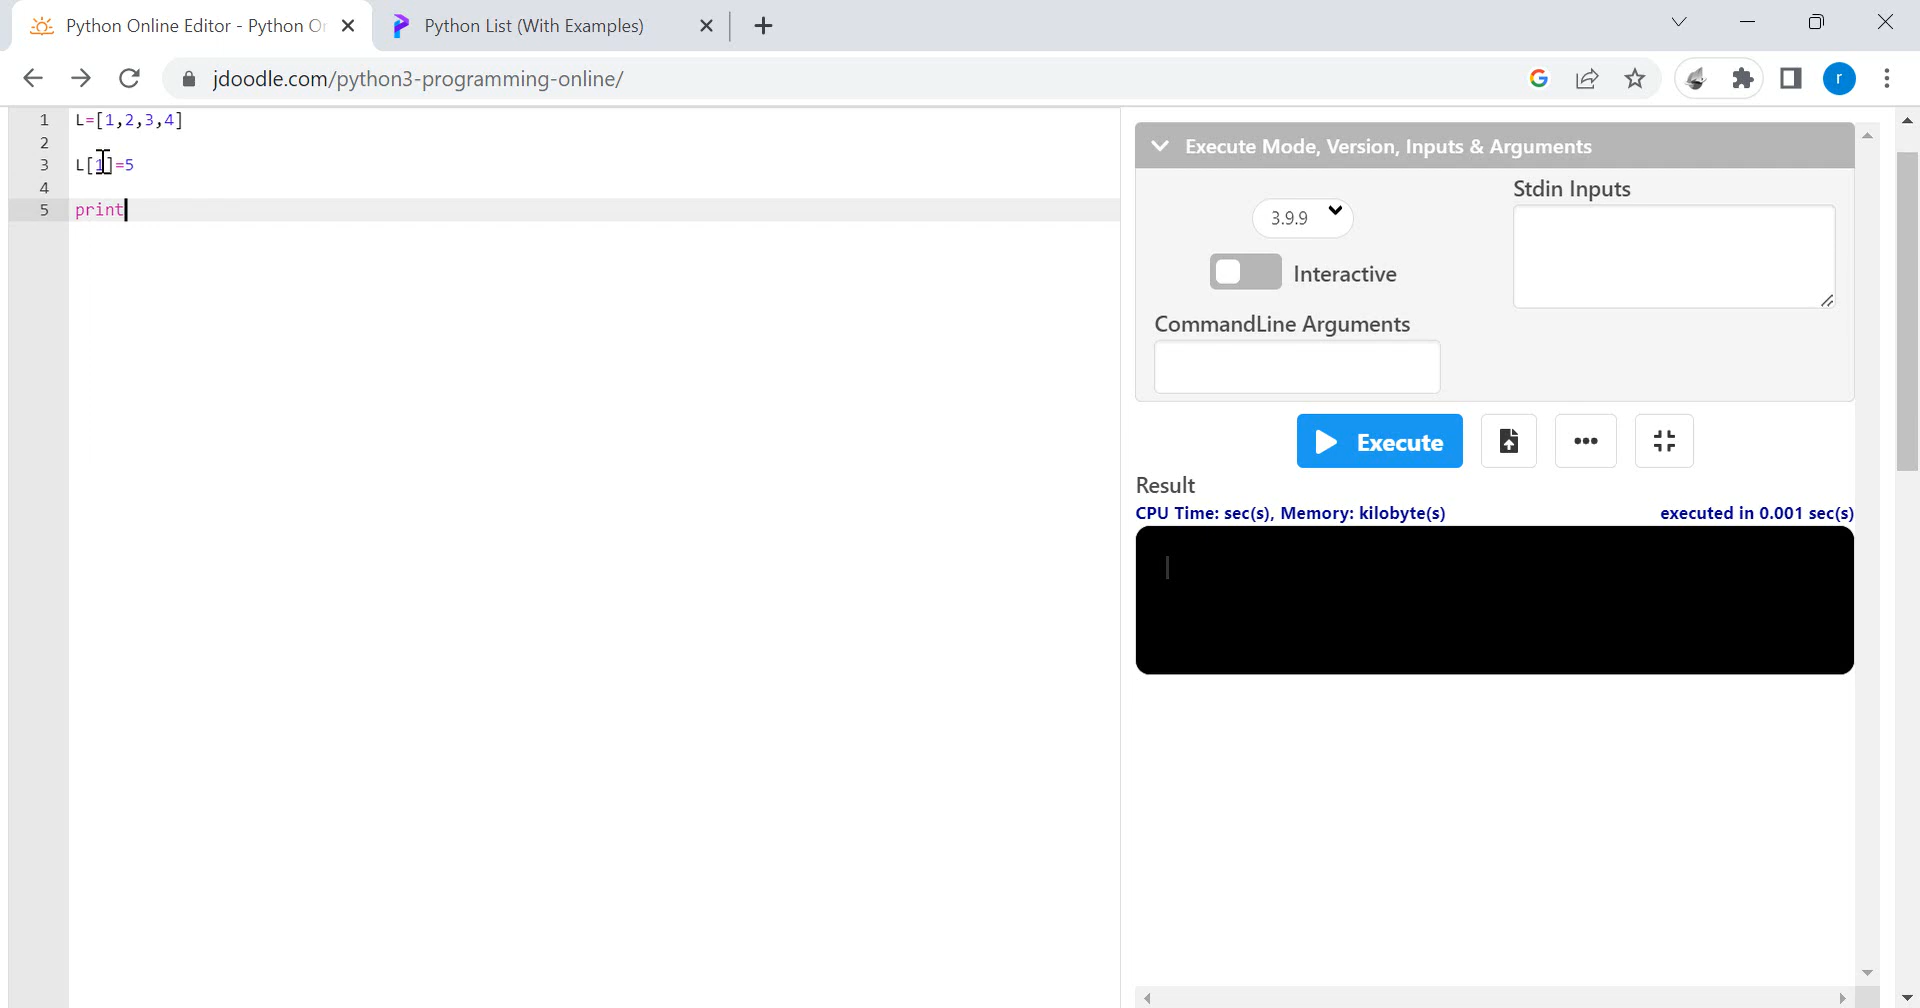 Python Online Editor - Python Or
Python List (With Examples)
jdoodle.com/python3-programming-online/
r
1 L=[1,2,3,4]
2
3 L[1]=5
4
5 print
Execute Mode, Version, Inputs & Arguments
Stdin Inputs
3.9.9
Interactive
CommandLine Arguments
Execute
Result
CPU Time: sec(s), Memory: kilobyte(s)
executed in 0.001 sec(s)